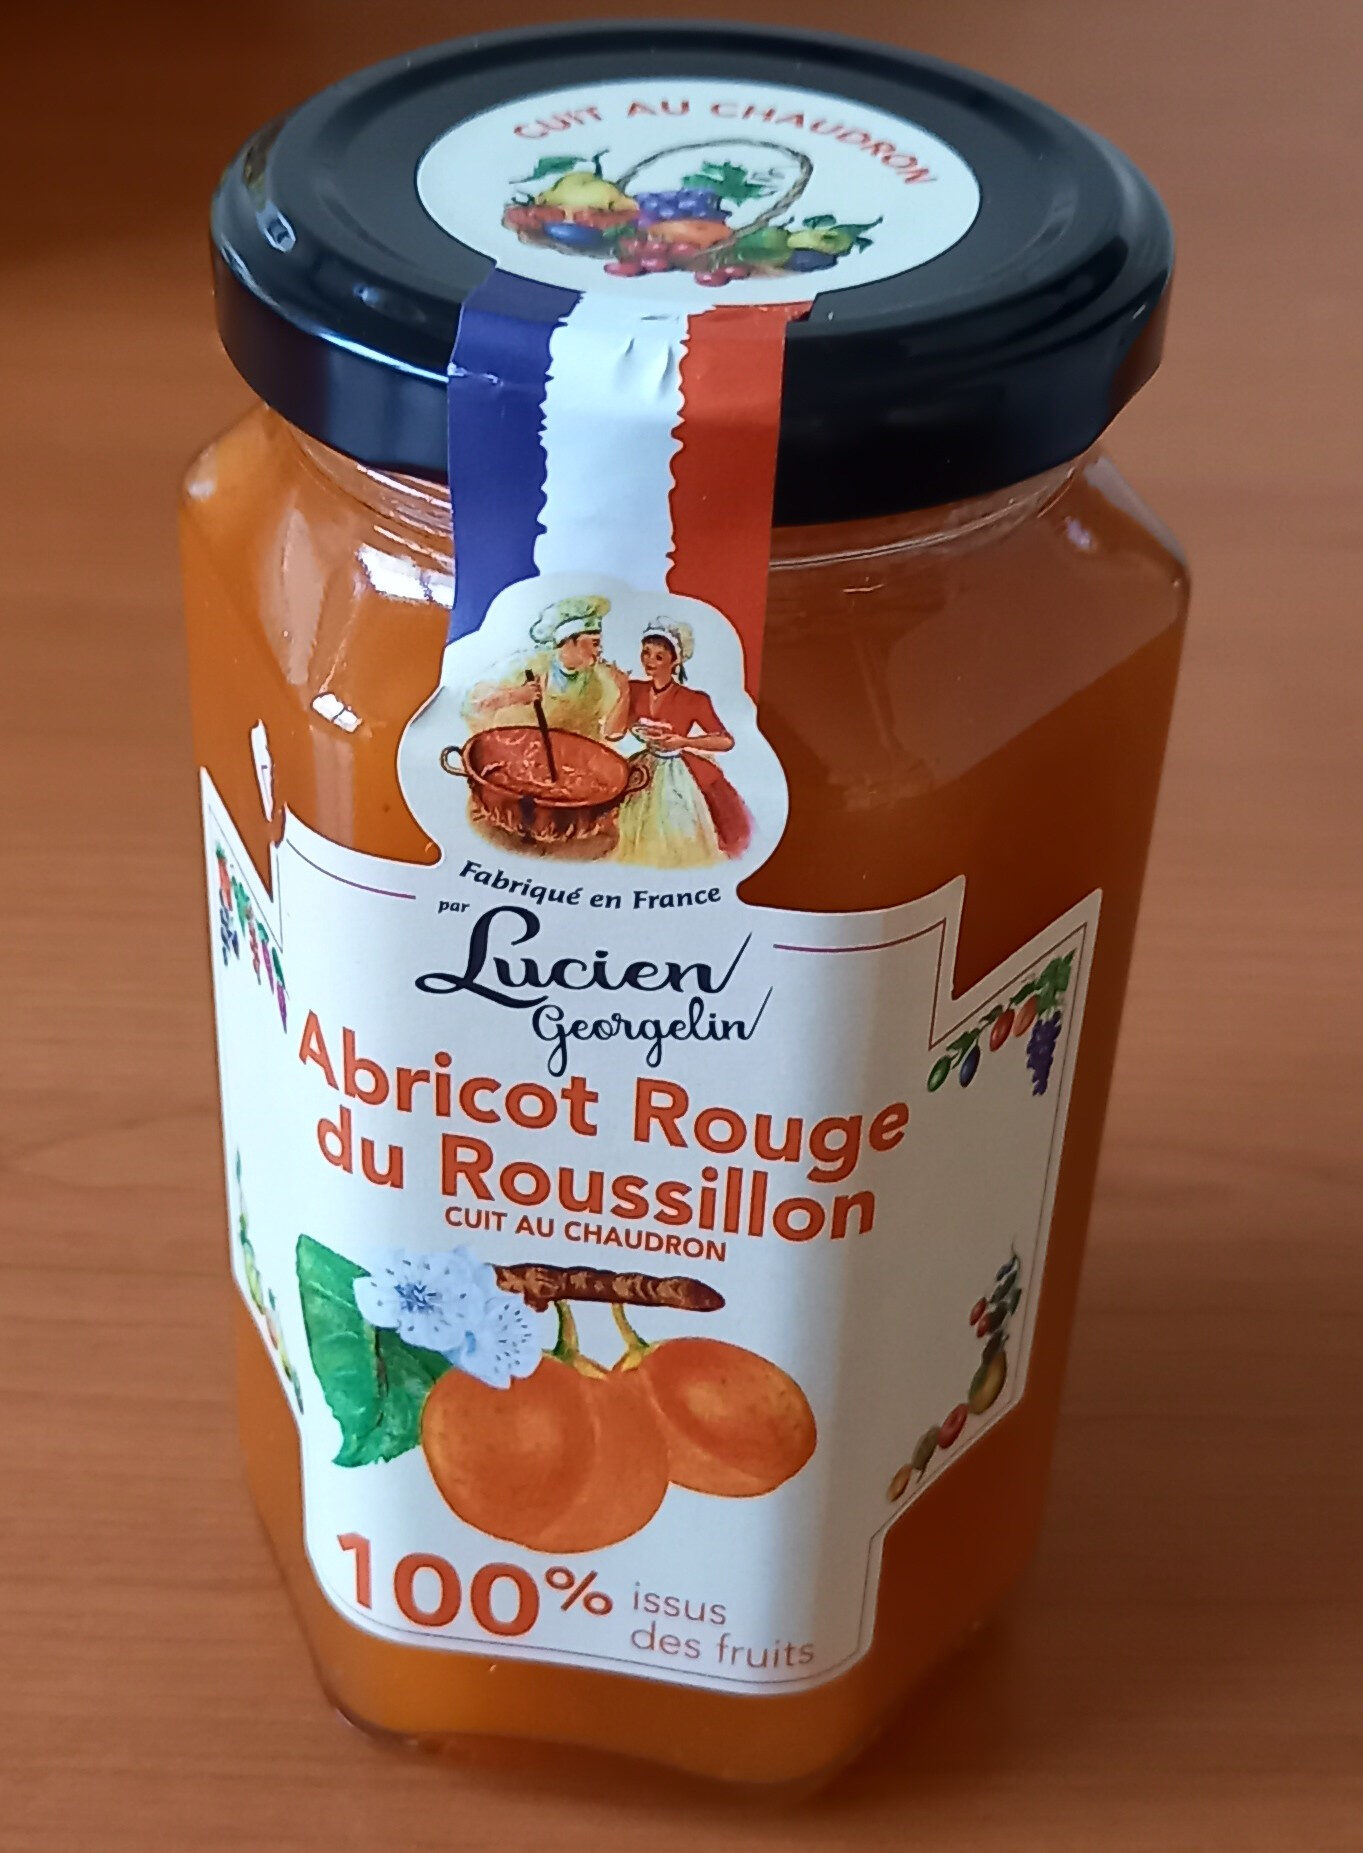 CUIT AU CHAUDRON
Fabriqué en France
par
Lucien
Georgelin
Abricot Rouge
du Roussillon
CUIT AU CHAUDRON
100% issus
des fruits